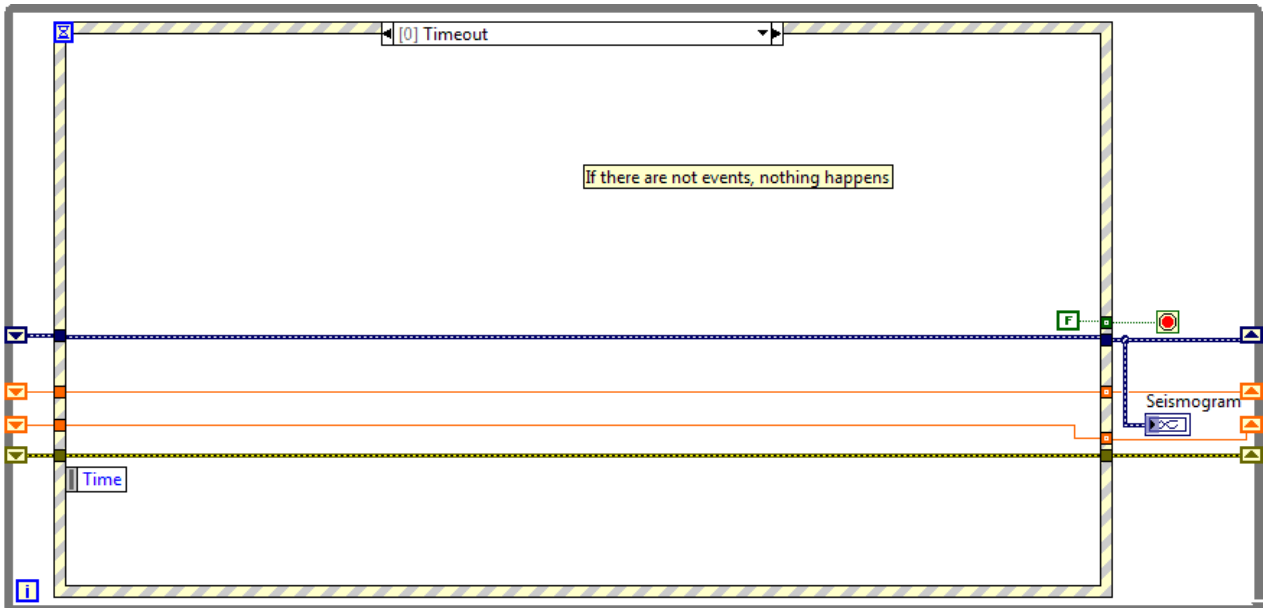 [0] Timeout
If there are not events, nothing happens
F
Seismogram
Time
i